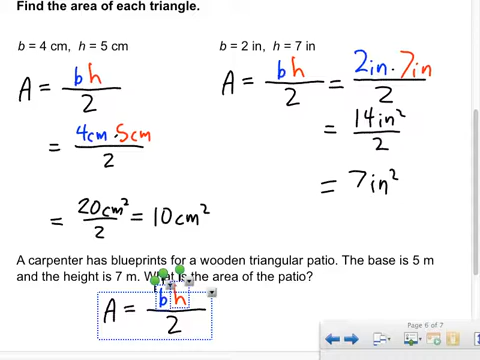 Find the area of each triangle.
b = 4 cm, h = 5 cm
A = bh/2
= 4cm · 5cm/2
= 20cm²/2 = 10cm²
b = 2 in, h = 7 in
A = bh/2 = 2in · 7in/2
= 14in²/2
= 7in²
A carpenter has blueprints for a wooden triangular patio. The base is 5 m
and the height is 7 m. What is the area of the patio?
A = bh/2
Page 6 of 7